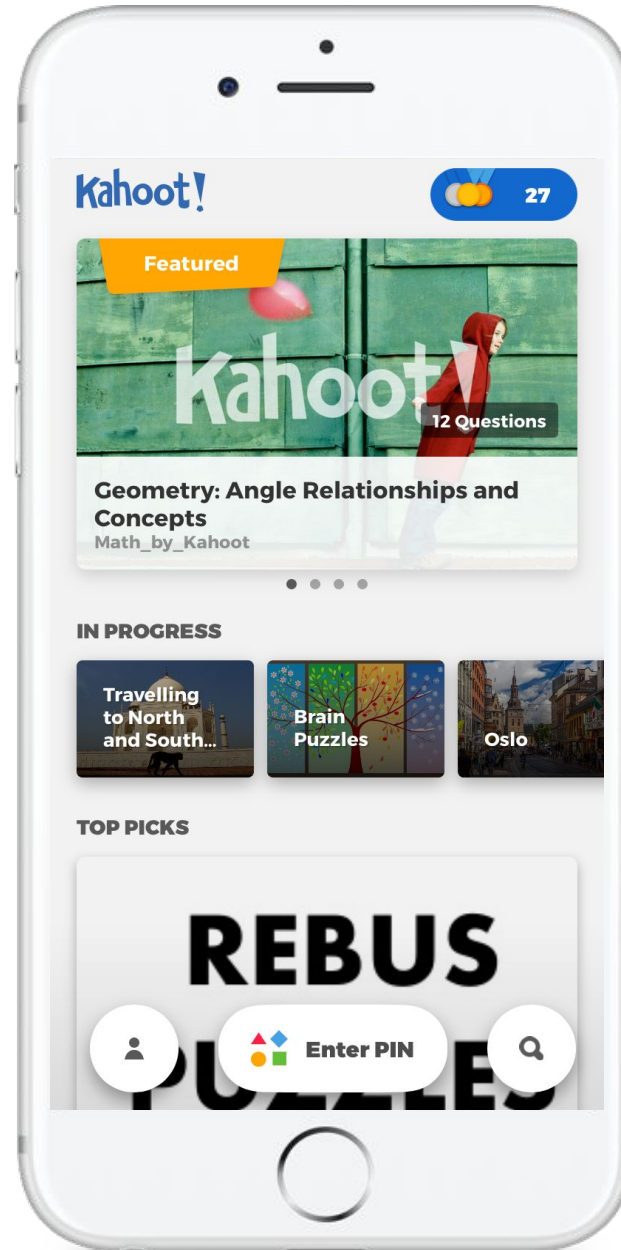 Kahoot!
27
Featured
Kahoot!
12 Questions
Geometry: Angle Relationships and
Concepts
Math_by_Kahoot
IN PROGRESS
Travelling
to North
and South...
Brain
Puzzles
Oslo
TOP PICKS
REBUS
PUZZLES
Enter PIN